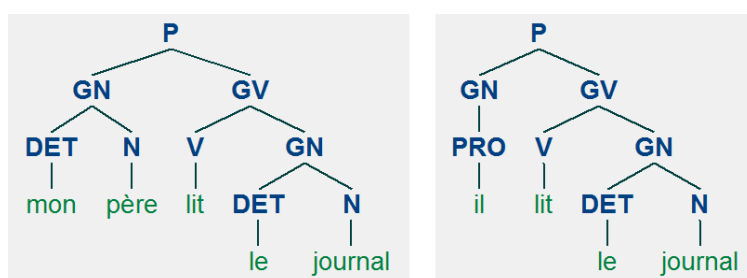 P
GN GV
DET N V GN
mon père lit DET N
le journal
P
GN GV
PRO V GN
il lit DET N
le journal